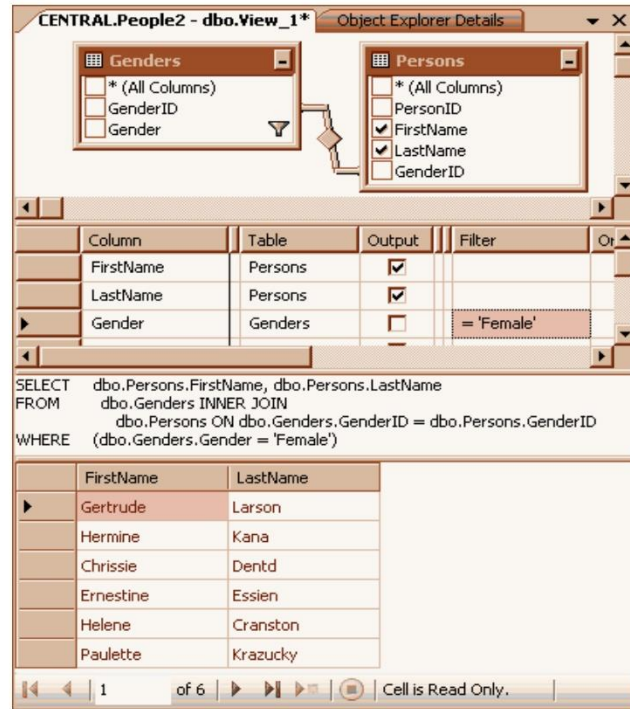 CENTRAL.People2 - dbo.View_1* Object Explorer Details
Genders
* (All Columns)
GenderID
Gender
Persons
* (All Columns)
PersonID
FirstName
LastName
GenderID
Column Table Output Filter Or
FirstName Persons
LastName Persons
Gender Genders = 'Female'
SELECT dbo.Persons.FirstName, dbo.Persons.LastName
FROM dbo.Genders INNER JOIN
dbo.Persons ON dbo.Genders.GenderID = dbo.Persons.GenderID
WHERE (dbo.Genders.Gender = 'Female')
FirstName LastName
Gertrude Larson
Hermine Kana
Chrissie Dentd
Ernestine Essien
Helene Cranston
Paulette Krazucky
1 of 6 Cell is Read Only.